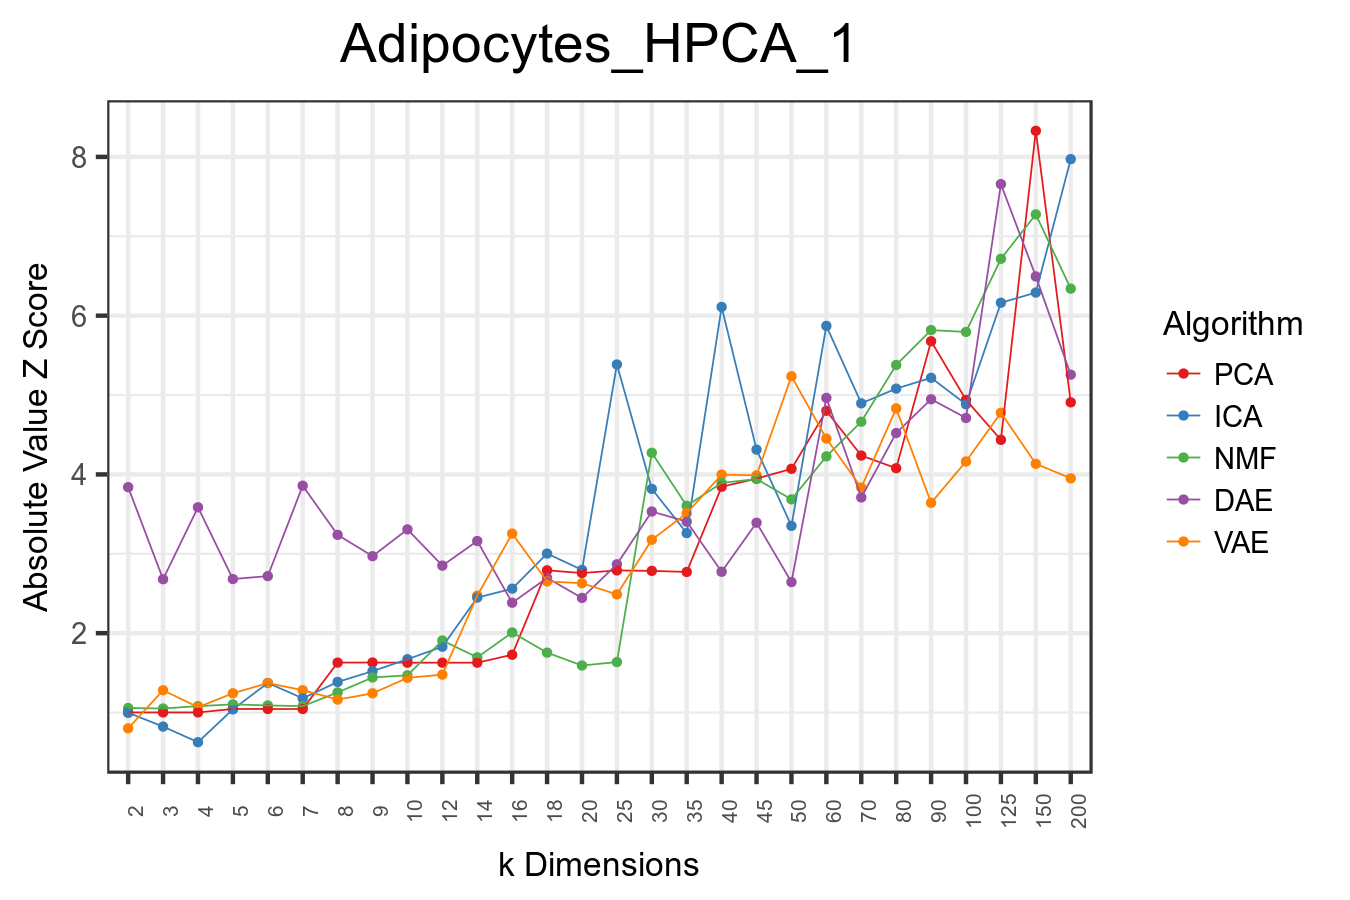 Adipocytes_HPCA_1
Absolute Value Z Score
8
6
4
2
2 3 4 5 6 7 8 9 10 12 14 16 18 20 25 30 35 40 45 50 60 70 80 90 100 125 150 200
k Dimensions
Algorithm
PCA
ICA
NMF
DAE
VAE